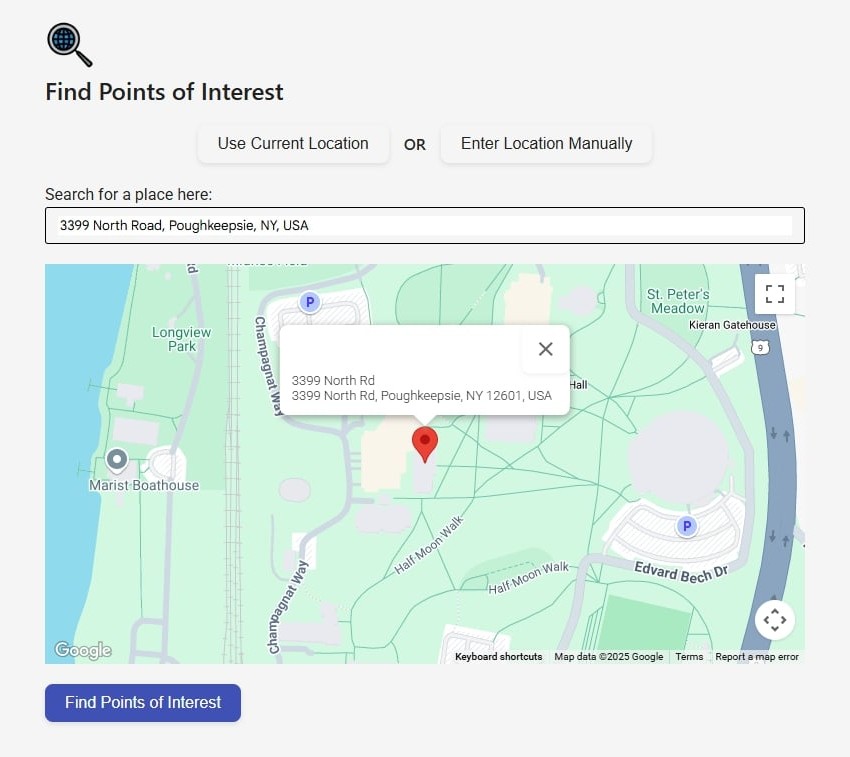 Find Points of Interest
Use Current Location
OR
Enter Location Manually
Search for a place here:
3399 North Road, Poughkeepsie, NY, USA
P
Champagnat Way
Longview
Park
St. Peter's
Meadow
Kieran Gatehouse
9
3399 North Rd
3399 North Rd, Poughkeepsie, NY 12601, USA
Hall
Marist Boathouse
P
Half Moon Walk
Half Moon Walk
Edvard Bech Dr
Champagnat Way
Google
Keyboard shortcuts
Map data ©2025 Google
Terms
Report a map error
Find Points of Interest